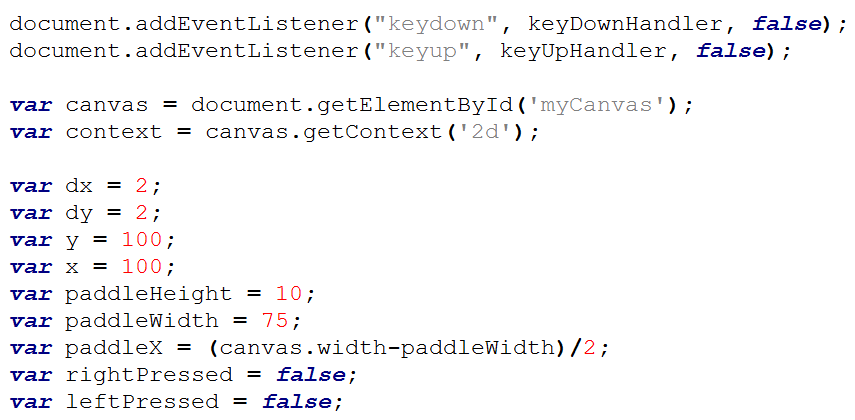 document.addEventListener("keydown", keyDownHandler, false);
document.addEventListener("keyup", keyUpHandler, false);
var canvas = document.getElementById('myCanvas');
var context = canvas.getContext('2d');
var dx = 2;
var dy = 2;
var y = 100;
var x = 100;
var paddleHeight = 10;
var paddleWidth = 75;
var paddleX = (canvas.width-paddleWidth)/2;
var rightPressed = false;
var leftPressed = false;